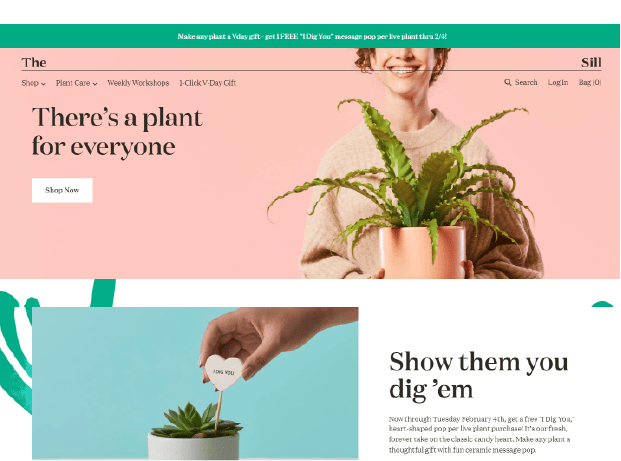 Make any plant a Vday gift - get 1 FREE "I Dig You" message pop per live plant thru 2/4!
The Sill
Shop Plant Care Weekly Workshops 1-Click V-Day Gift Search Log In Bag (0)
There's a plant
for everyone
Shop Now
I DIG YOU
Show them you
dig 'em
Now through Tuesday February 4th, get a free "I Dig You,"
heart-shaped pop per live plant purchase! It's our fresh,
forever take on the classic candy heart. Make any plant a
thoughtful gift with fun ceramic message pop.